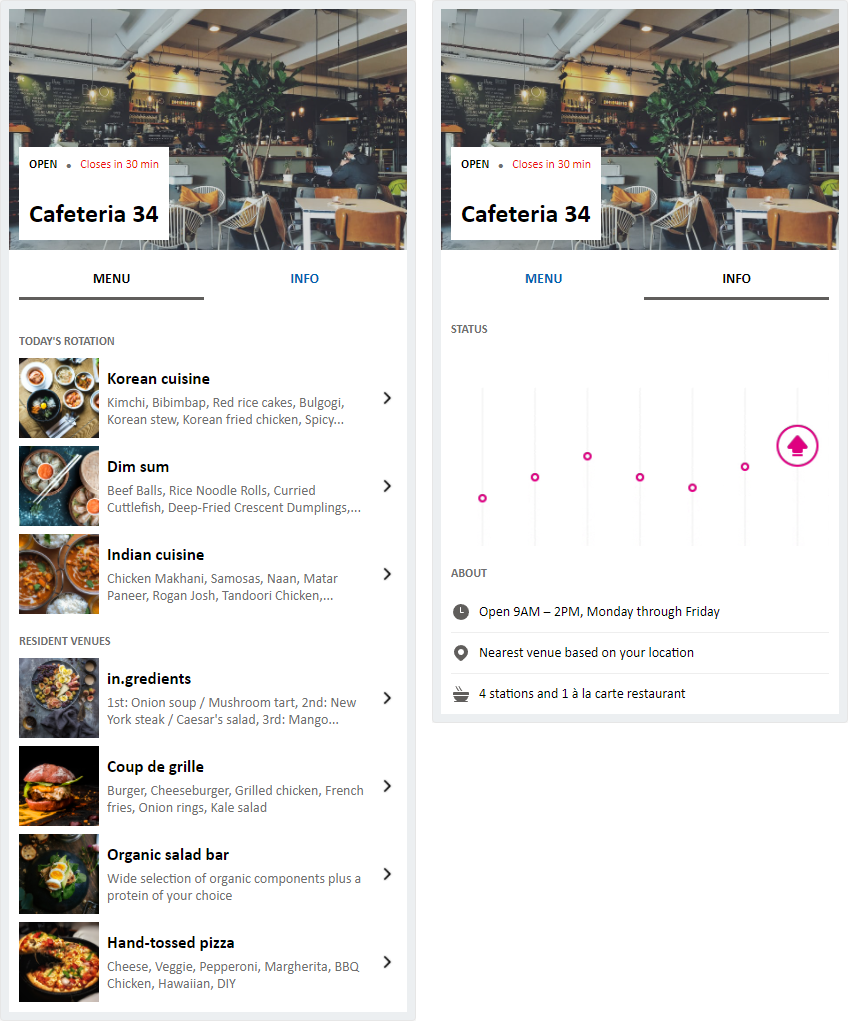 OPEN • Closes in 30 min
Cafeteria 34
MENU INFO
TODAY'S ROTATION
Korean cuisine
Kimchi, Bibimbap, Red rice cakes, Bulgogi,
Korean stew, Korean fried chicken, Spicy...
Dim sum
Beef Balls, Rice Noodle Rolls, Curried
Cuttlefish, Deep-Fried Crescent Dumplings,...
Indian cuisine
Chicken Makhani, Samosas, Naan, Matar
Paneer, Rogan Josh, Tandoori Chicken,...
RESIDENT VENUES
in.gredients
1st: Onion soup / Mushroom tart, 2nd: New
York steak / Caesar's salad, 3rd: Mango...
Coup de grille
Burger, Cheeseburger, Grilled chicken, French
fries, Onion rings, Kale salad
Organic salad bar
Wide selection of organic components plus a
protein of your choice
Hand-tossed pizza
Cheese, Veggie, Pepperoni, Margherita, BBQ
Chicken, Hawaiian, DIY
OPEN • Closes in 30 min
Cafeteria 34
MENU INFO
STATUS
ABOUT
Open 9AM – 2PM, Monday through Friday
Nearest venue based on your location
4 stations and 1 à la carte restaurant